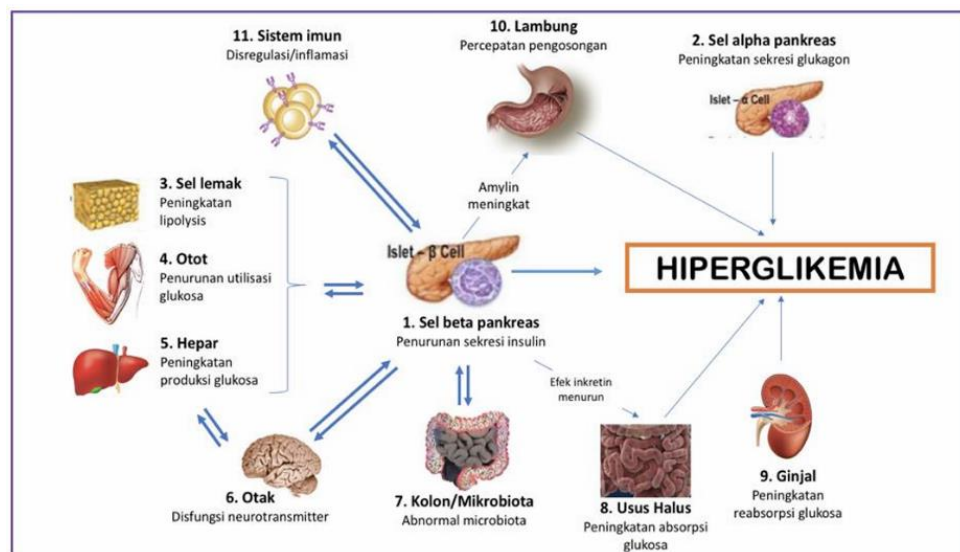 11. Sistem imun
Disregulasi/inflamasi
10. Lambung
Percepatan pengosongan
2. Sel alpha pankreas
Peningkatan sekresi glukagon
Islet – α Cell
3. Sel lemak
Peningkatan
lipolysis
Amylin
meningkat
4. Otot
Penurunan utilisasi
glukosa
Islet – β Cell
HIPERGLIKEMIA
1. Sel beta pankreas
Penurunan sekresi insulin
5. Hepar
Peningkatan
produksi glukosa
Efek inkretin
menurun
6. Otak
Disfungsi neurotransmitter
7. Kolon/Mikrobiota
Abnormal microbiota
8. Usus Halus
Peningkatan absorpsi
glukosa
9. Ginjal
Peningkatan
reabsorpsi glukosa